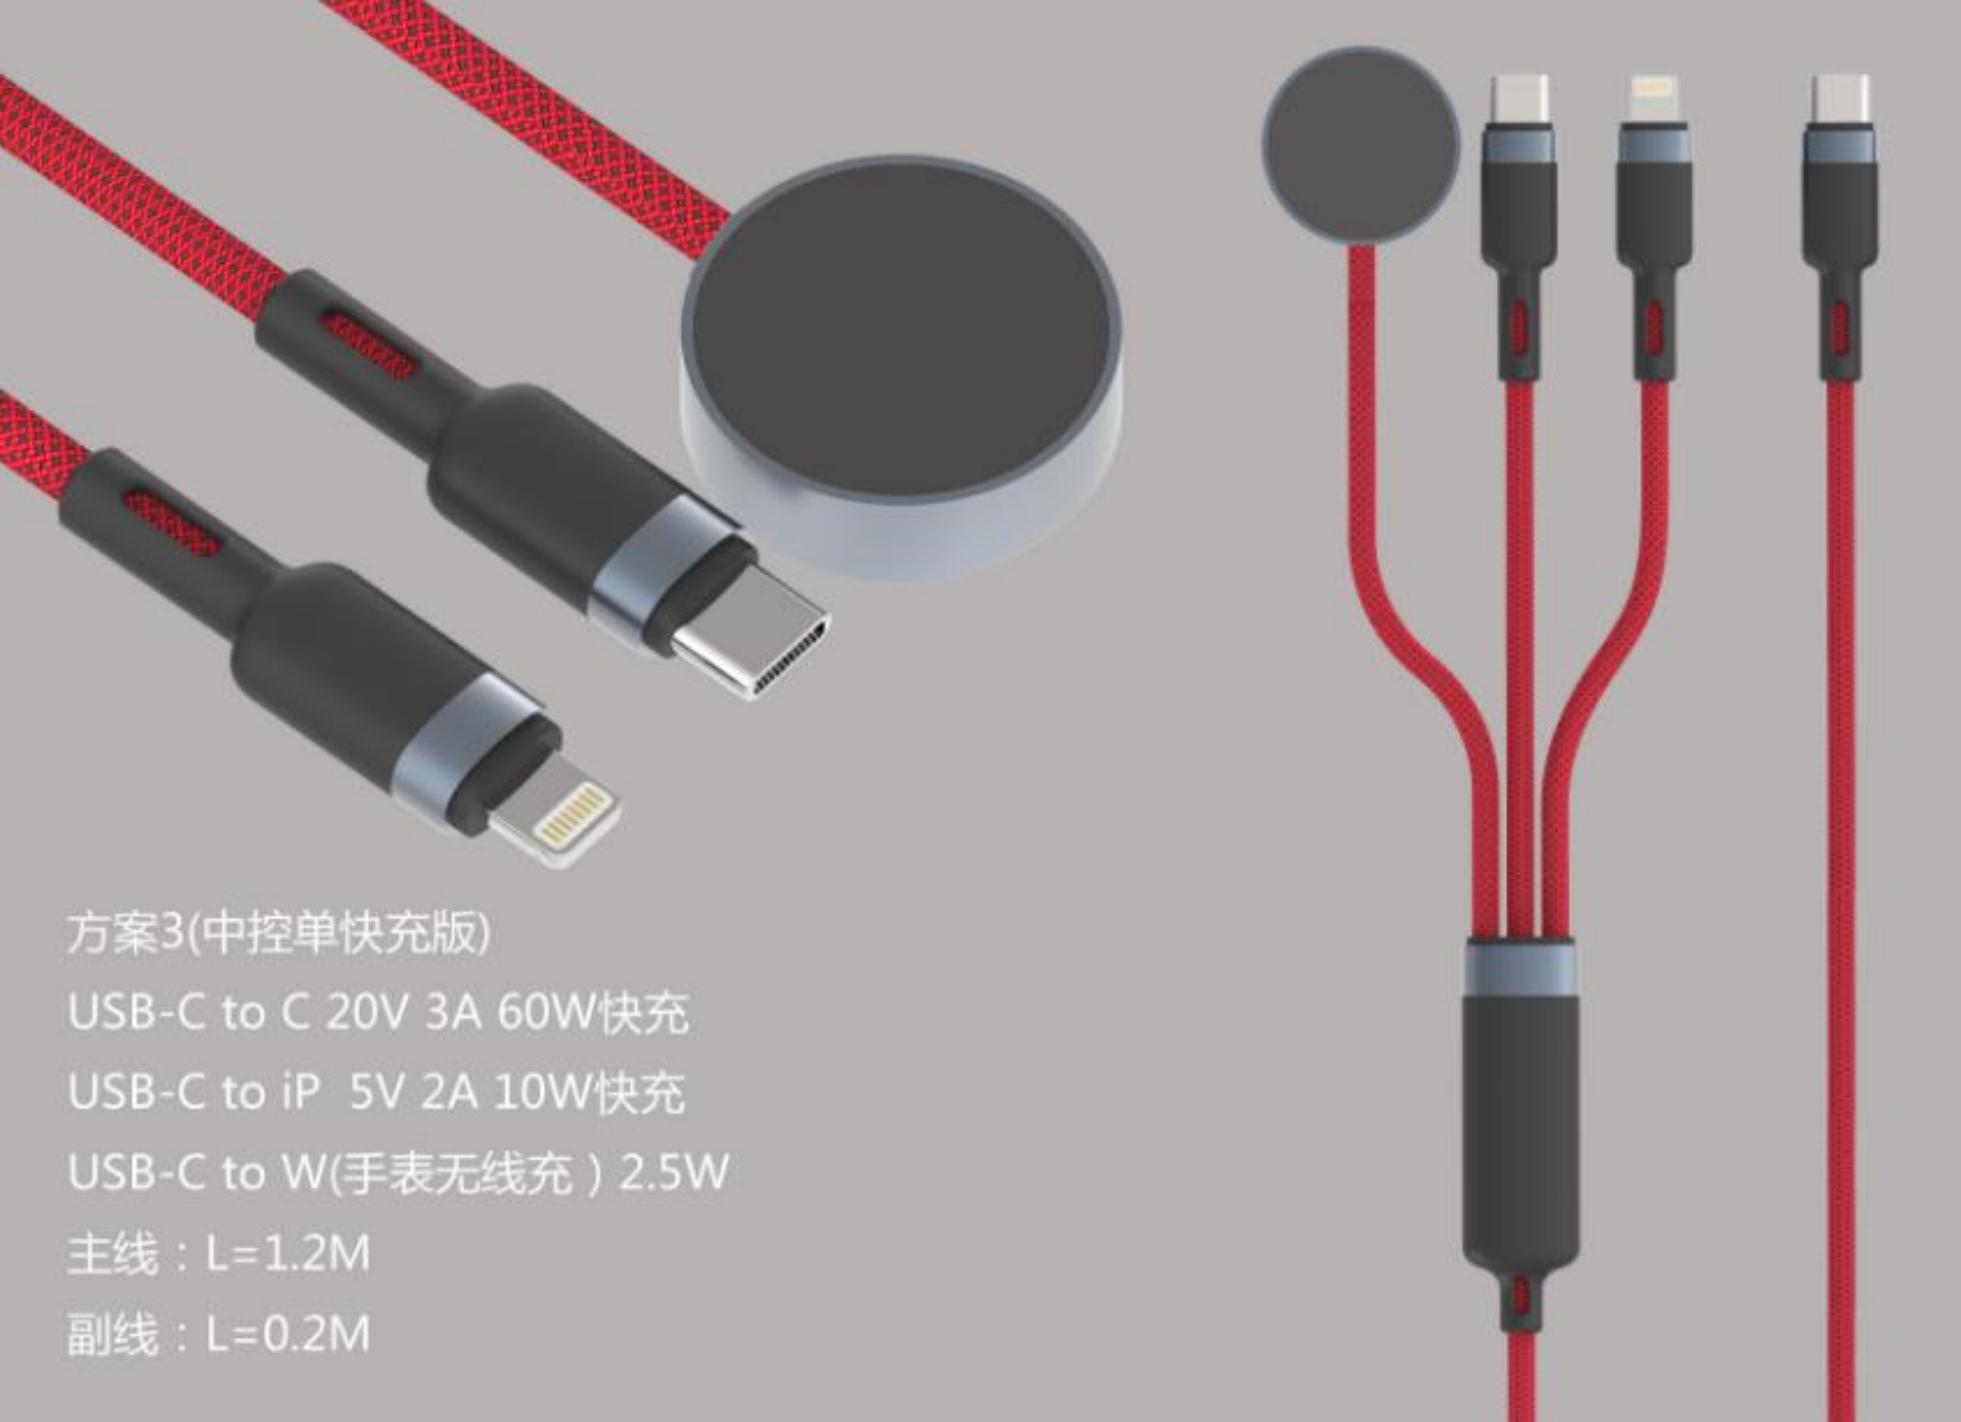 方案3(中控单快充版)
USB-C to C 20V 3A 60W快充
USB-C to iP  5V 2A 10W快充
USB-C to W(手表无线充 ) 2.5W
主线：L=1.2M
副线：L=0.2M